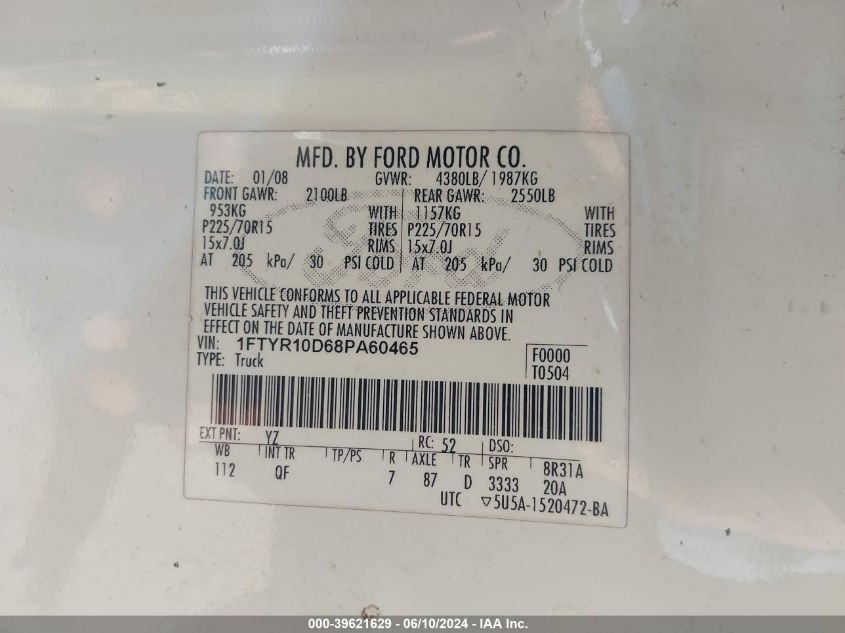 MFD. BY FORD MOTOR CO.
DATE: 01/08 GVWR: 4380LB/ 1987KG
FRONT GAWR: 2100LB REAR GAWR: 2550LB
953KG WITH 1157KG WITH
P225/70R15 TIRES P225/70R15 TIRES
15x7.0J RIMS 15x7.0J RIMS
AT 205 kPa/ 30 PSI COLD AT 205 kPa/ 30 PSI COLD
Ford
THIS VEHICLE CONFORMS TO ALL APPLICABLE FEDERAL MOTOR
VEHICLE SAFETY AND THEFT PREVENTION STANDARDS IN
EFFECT ON THE DATE OF MANUFACTURE SHOWN ABOVE.
VIN: 1FTYR10D68PA60465 F0000
TYPE: Truck T0504
EXT PNT: YZ RC: 52 DSO:
WB INT TR TP/PS R AXLE TR SPR 8R31A
112 QF 7 87 D 3333 20A
UTC ▽5U5A-1520472-BA
000-39621629 - 06/10/2024 - IAA Inc.